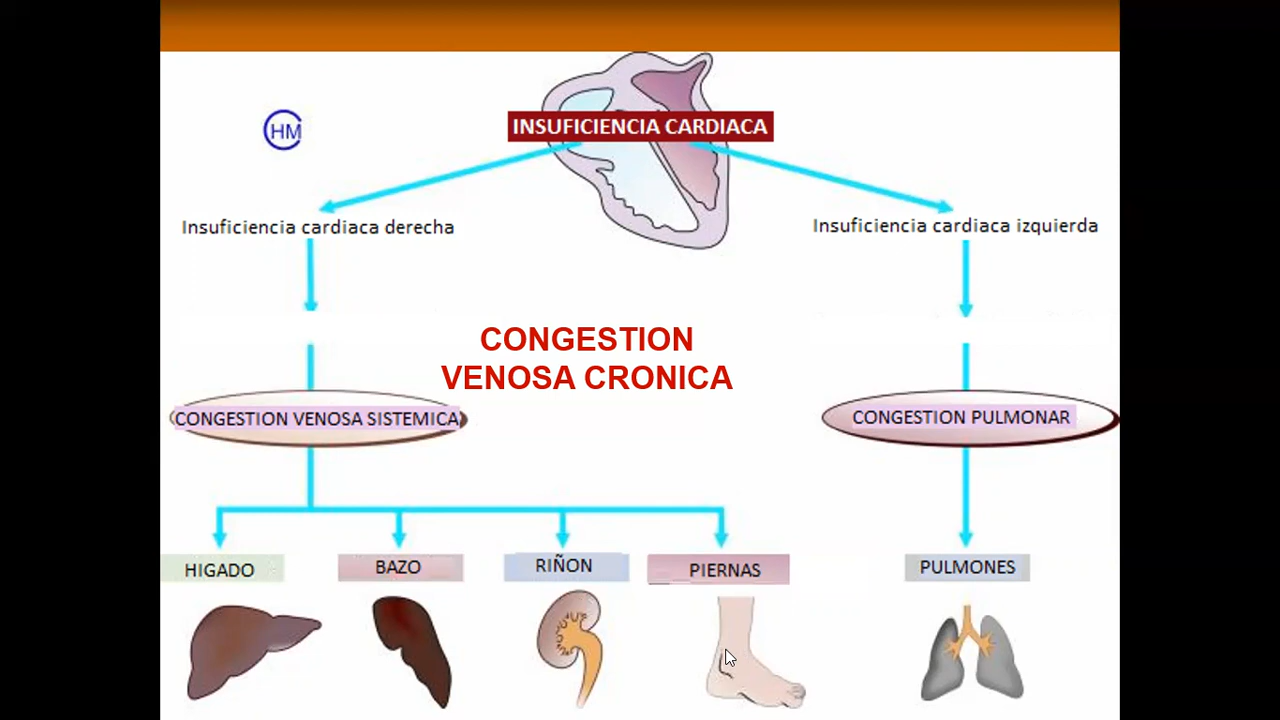 HM
INSUFICIENCIA CARDIACA
Insuficiencia cardiaca derecha
Insuficiencia cardiaca izquierda
CONGESTION
VENOSA CRONICA
CONGESTION VENOSA SISTEMICA
CONGESTION PULMONAR
HIGADO
BAZO
RIÑON
PIERNAS
PULMONES